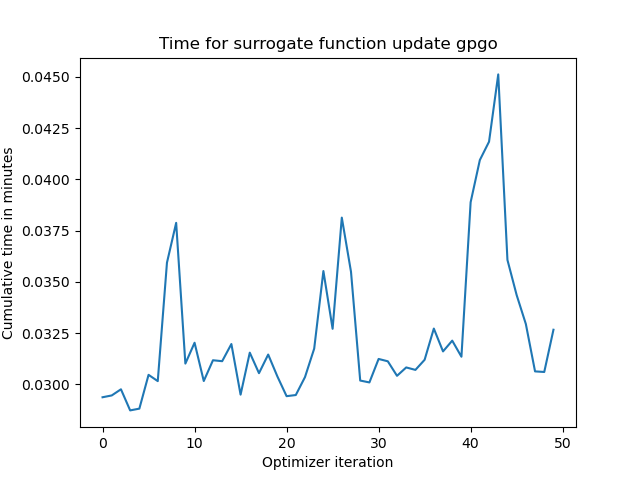 Time for surrogate function update gpgo
0.0450
0.0425
0.0400
0.0375
0.0350
0.0325
0.0300
Cumulative time in minutes
0 10 20 30 40 50
Optimizer iteration